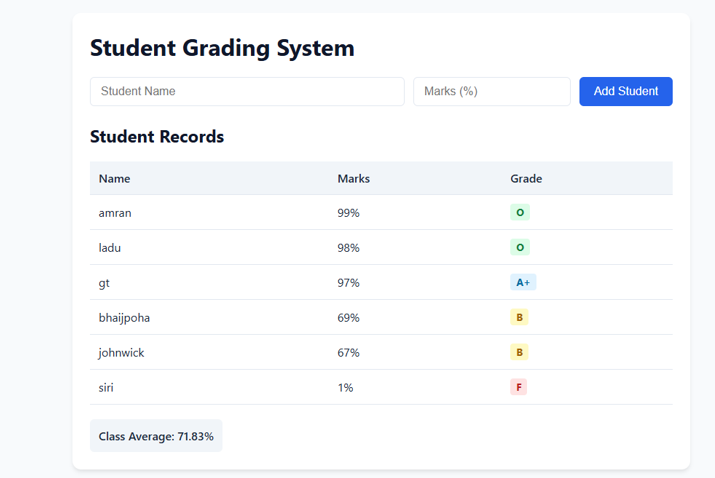 Student Grading System
Student Name Marks (%) Add Student
Student Records
Name Marks Grade
amran 99% O
ladu 98% O
gt 97% A+
bhaijpoha 69% B
johnwick 67% B
siri 1% F
Class Average: 71.83%